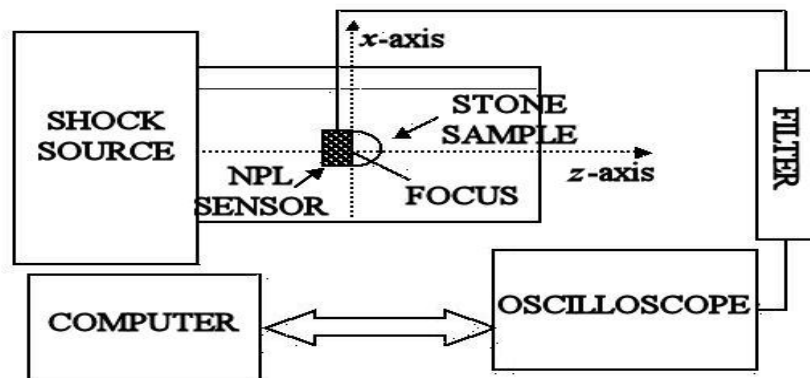 x-axis
SHOCK
SOURCE
STONE
SAMPLE
NPL
SENSOR
FOCUS
z-axis
FILTER
COMPUTER
OSCILLOSCOPE